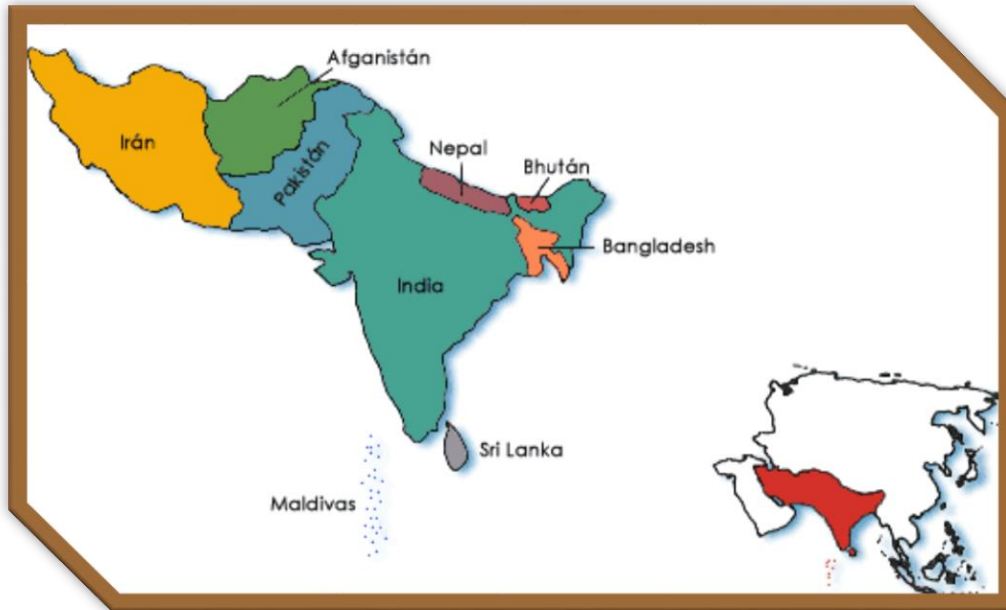 Afganistán
Irán
Pakistán
Nepal
Bhután
Bangladesh
India
Sri Lanka
Maldivas